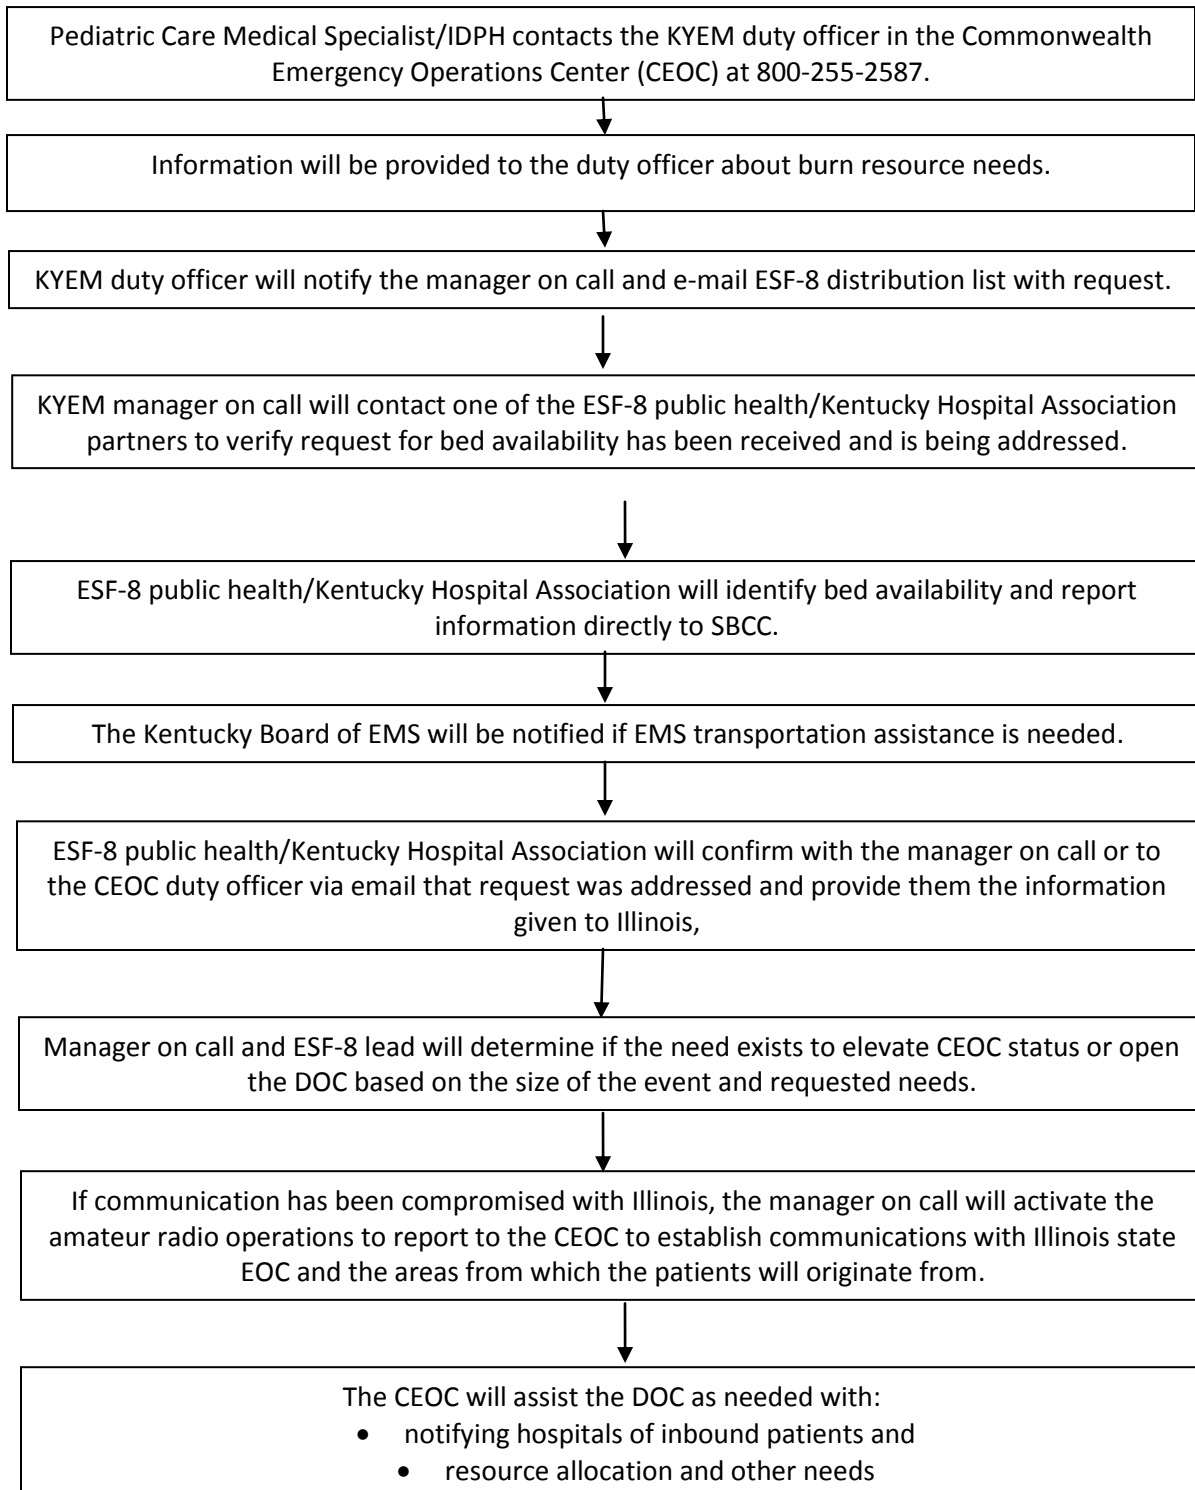 Pediatric Care Medical Specialist/IDPH contacts the KYEM duty officer in the Commonwealth
Emergency Operations Center (CEOC) at 800-255-2587.
Information will be provided to the duty officer about burn resource needs.
KYEM duty officer will notify the manager on call and e-mail ESF-8 distribution list with request.
KYEM manager on call will contact one of the ESF-8 public health/Kentucky Hospital Association
partners to verify request for bed availability has been received and is being addressed.
ESF-8 public health/Kentucky Hospital Association will identify bed availability and report
information directly to SBCC.
The Kentucky Board of EMS will be notified if EMS transportation assistance is needed.
ESF-8 public health/Kentucky Hospital Association will confirm with the manager on call or to
the CEOC duty officer via email that request was addressed and provide them the information
given to Illinois,
Manager on call and ESF-8 lead will determine if the need exists to elevate CEOC status or open
the DOC based on the size of the event and requested needs.
If communication has been compromised with Illinois, the manager on call will activate the
amateur radio operations to report to the CEOC to establish communications with Illinois state
EOC and the areas from which the patients will originate from.
The CEOC will assist the DOC as needed with:
• notifying hospitals of inbound patients and
• resource allocation and other needs